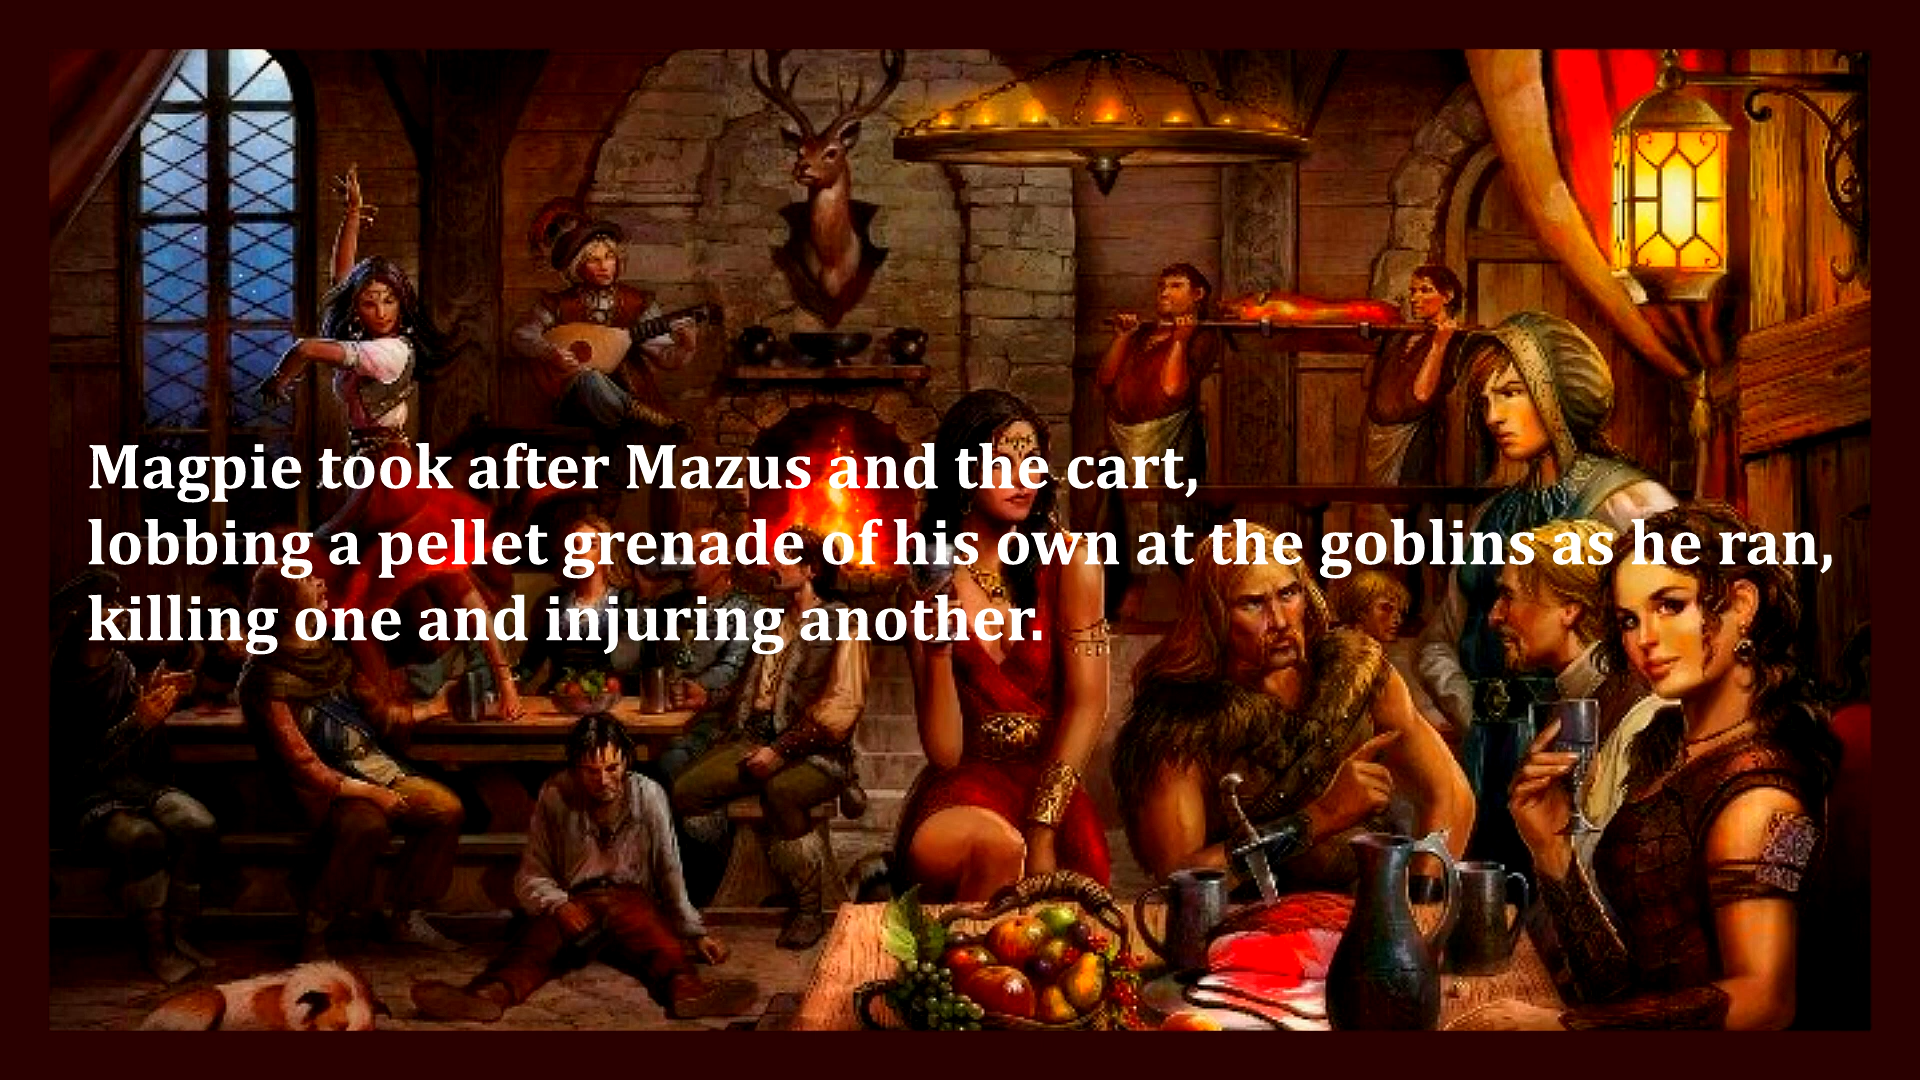 Magpie took after Mazus and the cart,
lobbing a pellet grenade of his own at the goblins as he ran,
killing one and injuring another.